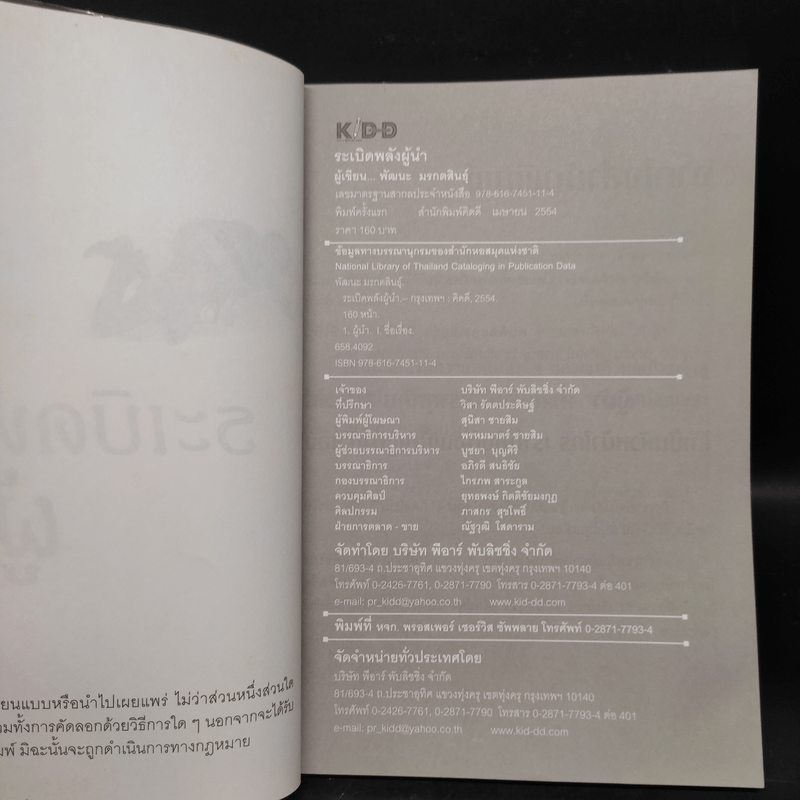 ยนแบบหรือนำไปเผยแพร่ ไม่ว่าส่วนหนึ่งส่วนใด
วมทั้งการคัดลอกด้วยวิธีการใด ๆ นอกจากจะได้รับ
มพ์ มิฉะนั้นจะถูกดำเนินการทางกฎหมาย
KIDD
ระเบิดพลังผู้นำ
ผู้เขียน... พัฒนะ มรกตสินธุ์
เลขมาตรฐานสากลประจำหนังสือ 978-616-7451-11-4
พิมพ์ครั้งแรก สำนักพิมพ์คิดดี เมษายน 2554
ราคา 160 บาท
ข้อมูลทางบรรณานุกรมของสำนักหอสมุดแห่งชาติ
National Library of Thailand Cataloging in Publication Data
พัฒนะ มรกตสินธุ์.
ระเบิดพลังผู้นำ.-- กรุงเทพฯ : คิดดี, 2554.
160 หน้า.
1. ผู้นำ. I. ชื่อเรื่อง.
658.4092
ISBN 978-616-7451-11-4
เจ้าของ บริษัท พีอาร์ พับลิชชิ่ง จำกัด
ที่ปรึกษา วิสา รัตตประดิษฐ์
ผู้พิมพ์ผู้โฆษณา สุนิสา ชายสิม
บรรณาธิการบริหาร พรหมมาตร์ ชายสิม
ผู้ช่วยบรรณาธิการบริหาร บูชยา บุญศิริ
บรรณาธิการ อภิรดี สนธิชัย
กองบรรณาธิการ ไกรภพ สาระกูล
ควบคุมศิลป์ ยุทธพงษ์ กิตติชัยมงกุฎ
ศิลปกรรม ภาสกร สุขโพธิ์
ฝ่ายการตลาด - ขาย ณัฐวุฒิ โสดาราม
จัดทำโดย บริษัท พีอาร์ พับลิชชิ่ง จำกัด
81/693-4 ถ.ประชาอุทิศ แขวงทุ่งครุ เขตทุ่งครุ กรุงเทพฯ 10140
โทรศัพท์ 0-2426-7761, 0-2871-7790 โทรสาร 0-2871-7793-4 ต่อ 401
e-mail: pr_kidd@yahoo.co.th www.kid-dd.com
พิมพ์ที่ หจก. พรอสเพอร์ เซอร์วิส ซัพพลาย โทรศัพท์ 0-2871-7793-4
จัดจำหน่ายทั่วประเทศโดย
บริษัท พีอาร์ พับลิชชิ่ง จำกัด
81/693-4 ถ.ประชาอุทิศ แขวงทุ่งครุ เขตทุ่งครุ กรุงเทพฯ 10140
โทรศัพท์ 0-2426-7761, 0-2871-7790 โทรสาร 0-2871-7793-4 ต่อ 401
e-mail: pr_kidd@yahoo.co.th www.kid-dd.com